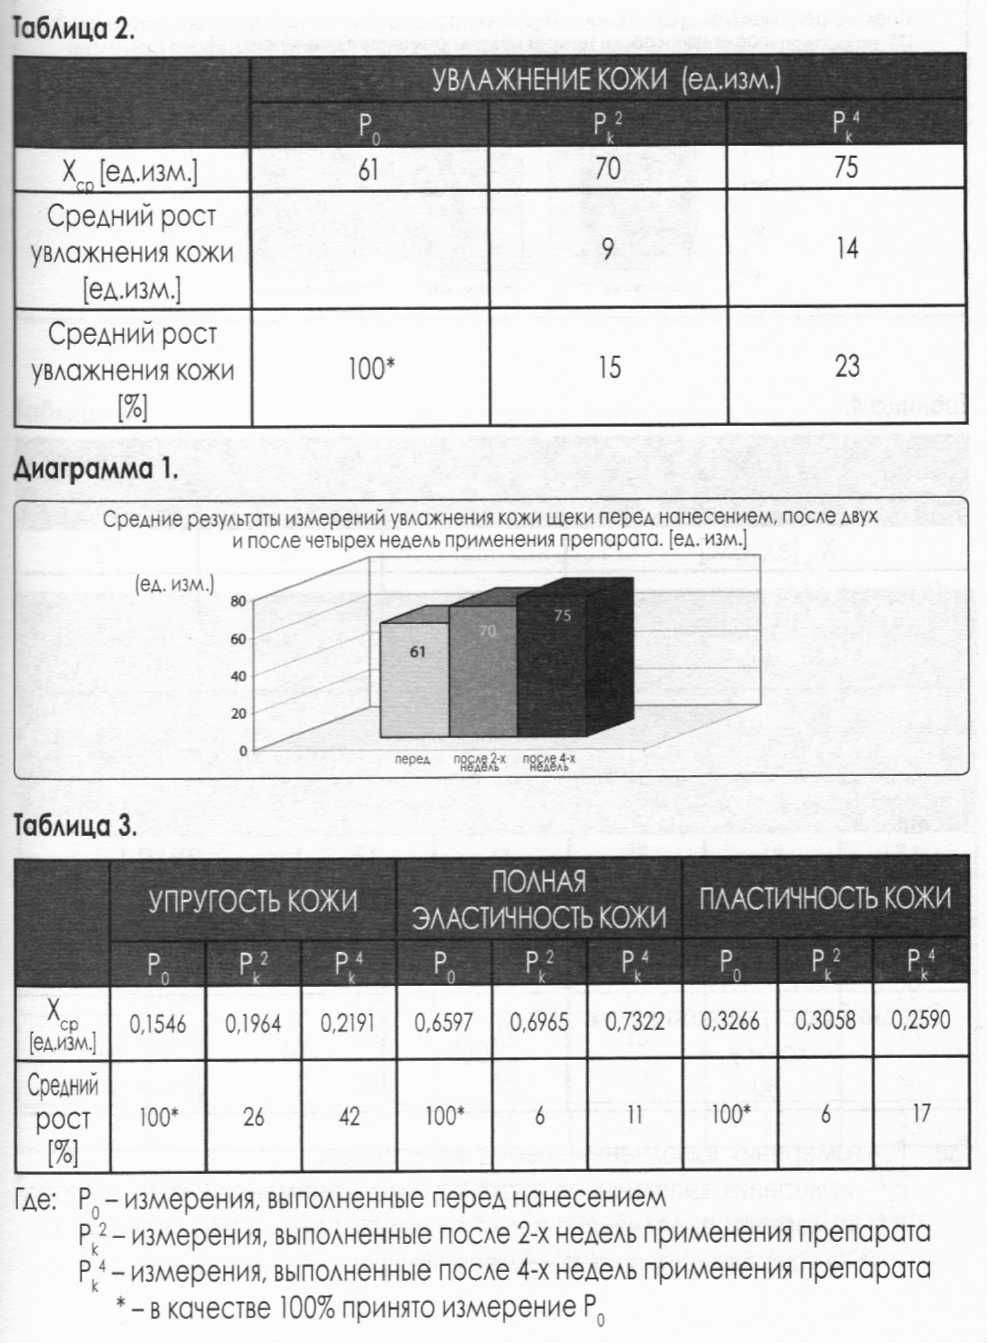 Таблица 2.
УВЛАЖНЕНИЕ КОЖИ (ед.изм.)
P0 Pk2 Pk4
Xср [ед.изм.] 61 70 75
Средний рост
увлажнения кожи
[ед.изм.] 9 14
Средний рост
увлажнения кожи
[%] 100* 15 23
Диаграмма 1.
Средние результаты измерений увлажнения кожи щеки перед нанесением, после двух
и после четырех недель применения препарата. [ед. изм.]
(ед. изм.)
80
60
40
20
0
61 70 75
перед после 2-х недель после 4-х недель
Таблица 3.
УПРУГОСТЬ КОЖИ ПОЛНАЯ ЭЛАСТИЧНОСТЬ КОЖИ ПЛАСТИЧНОСТЬ КОЖИ
P0 Pk2 Pk4 P0 Pk2 Pk4 P0 Pk2 Pk4
Xср
[ед.изм.] 0,1546 0,1964 0,2191 0,6597 0,6965 0,7322 0,3266 0,3058 0,2590
Средний
рост
[%] 100* 26 42 100* 6 11 100* 6 17
Где: P0 – измерения, выполненные перед нанесением
Pk2 – измерения, выполненные после 2-х недель применения препарата
Pk4 – измерения, выполненные после 4-х недель применения препарата
* – в качестве 100% принято измерение P0